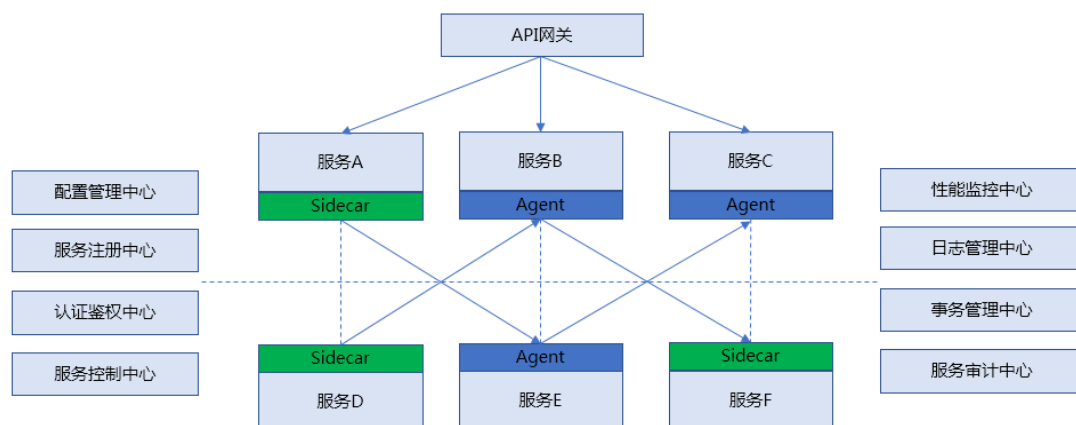 API网关
服务A
服务B
服务C
Sidecar
Agent
Agent
配置管理中心
服务注册中心
认证鉴权中心
服务控制中心
性能监控中心
日志管理中心
事务管理中心
服务审计中心
Sidecar
Agent
Sidecar
服务D
服务E
服务F